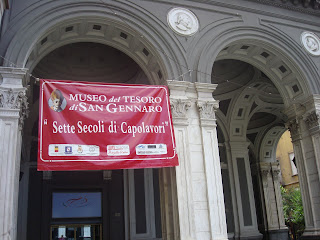 MUSEO del TESORO
di SAN GENNARO
" Sette Secoli di Capolavori "